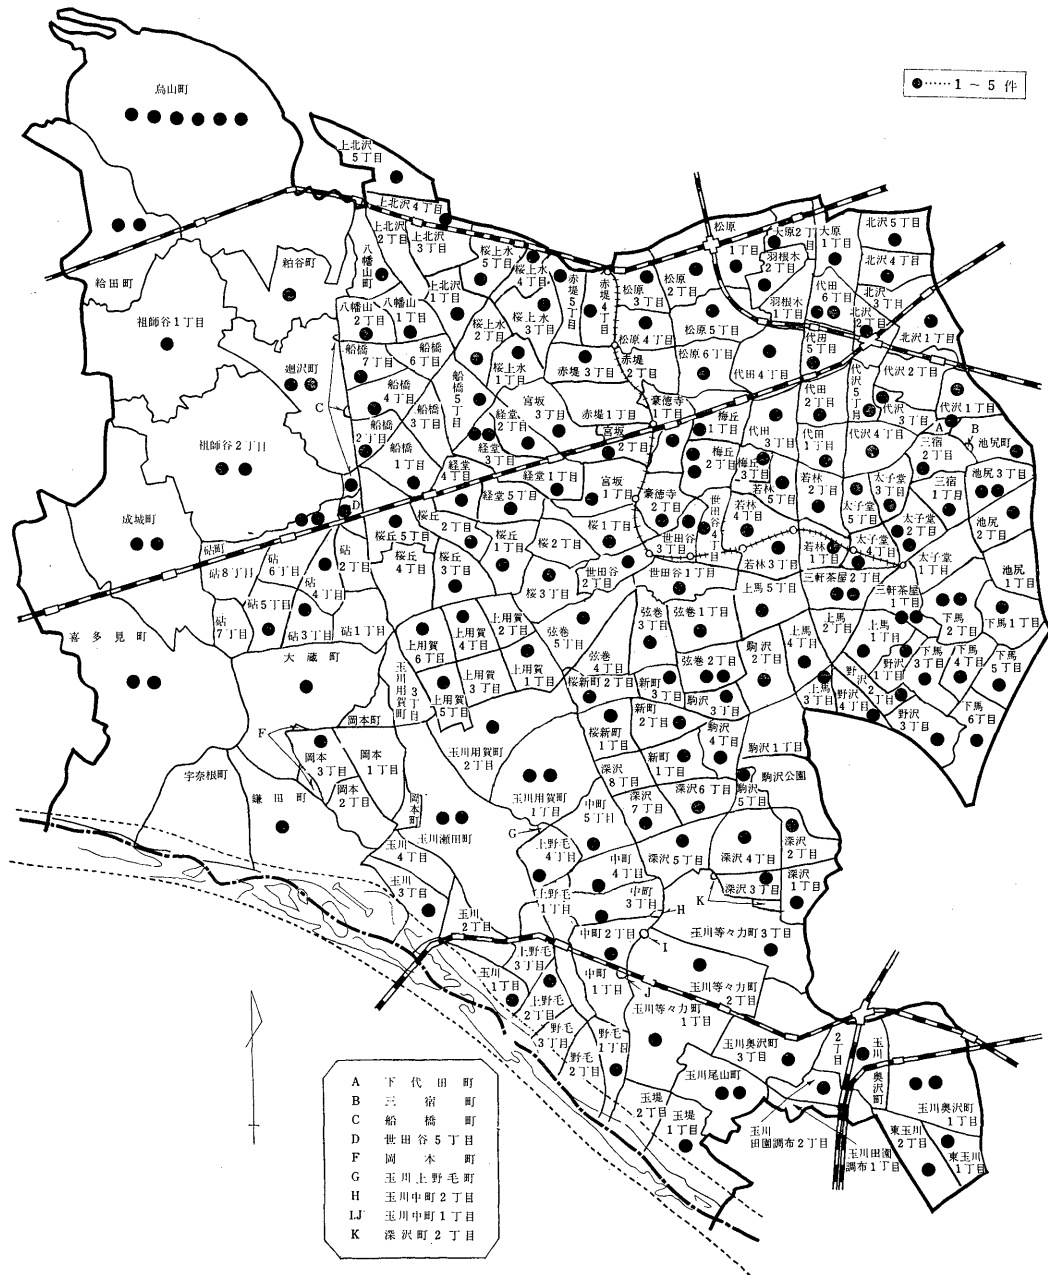 ●……1～5件
烏山町
上北沢
5丁目
上北沢4丁目
上北沢
2丁目
上北沢
3丁目
八幡山町
桜上水
5丁目
桜上水
4丁目
赤堤5丁目
赤堤4丁目
松原
1丁目
大原2丁目
大原
1丁目
北沢5丁目
北沢4丁目
羽根木
2丁目
松原
3丁目
松原
2丁目
給田町
粕谷町
上北沢
1丁目
代田
6丁目
北沢
3丁目
羽根木
1丁目
北沢
2丁目
北沢1丁目
祖師谷1丁目
八幡山
2丁目
八幡山
1丁目
桜上水
2丁目
桜上水
3丁目
松原4丁目
松原5丁目
船橋
7丁目
船橋
6丁目
桜上水
1丁目
赤堤3丁目
赤堤
2丁目
松原6丁目
代田4丁目
代田
5丁目
代沢2丁目
廻沢町
船橋
4丁目
船橋5丁目
宮坂
3丁目
赤堤1丁目
豪徳寺
1丁目
梅丘
1丁目
代田
2丁目
代沢5丁目
代沢
3丁目
代沢1丁目
C
船橋
3丁目
経堂
2丁目
船橋
2丁目
宮坂
2丁目
代田
3丁目
代田
1丁目
代沢4丁目
A
B
三宿
2丁目
池尻町
祖師谷2丁目
船橋
1丁目
経堂
3丁目
経堂
4丁目
経堂1丁目
梅丘
2丁目
梅丘
3丁目
若林
5丁目
若林
2丁目
太子堂
3丁目
三宿
1丁目
池尻3丁目
成城町
D
経堂5丁目
宮坂
1丁目
豪徳寺
2丁目
世田谷4丁目
若林
4丁目
太子堂
5丁目
太子堂
2丁目
池尻
2丁目
砧町
桜丘5丁目
桜丘
2丁目
桜丘
1丁目
桜2丁目
桜1丁目
世田谷
3丁目
若林3丁目
若林
1丁目
太子堂
4丁目
太子堂
1丁目
砧8丁目
砧
6丁目
砧
2丁目
桜丘
4丁目
桜丘
3丁目
世田谷
2丁目
世田谷1丁目
三軒茶屋2丁目
池尻
1丁目
砧
4丁目
砧5丁目
桜3丁目
上馬5丁目
三軒茶屋
1丁目
喜多見町
砧
7丁目
砧3丁目
砧1丁目
上用賀
6丁目
上用賀
4丁目
上用賀
2丁目
弦巻
5丁目
弦巻
3丁目
弦巻1丁目
上馬
4丁目
上馬
2丁目
上馬
1丁目
下馬
2丁目
下馬1丁目
大蔵町
玉川用賀町3丁目
上用賀
3丁目
上用賀
1丁目
弦巻
4丁目
弦巻2丁目
駒沢
2丁目
野沢
1丁目
下馬
3丁目
下馬
4丁目
下馬
5丁目
上用賀
5丁目
桜新町2丁目
新町
3丁目
駒沢
3丁目
上馬
3丁目
野沢
2丁目
野沢
4丁目
野沢
3丁目
下馬
6丁目
岡本町
F
桜新町
1丁目
新町
2丁目
駒沢
4丁目
岡本
3丁目
岡本
1丁目
玉川用賀町
2丁目
新町
1丁目
駒沢1丁目
宇奈根町
鎌田町
岡本
2丁目
岡本町
玉川用賀町
1丁目
深沢
8丁目
深沢6丁目
駒沢公園
駒沢
5丁目
中町
5丁目
深沢
7丁目
玉川瀬田町
G
玉川
4丁目
上野毛
4丁目
中町
4丁目
深沢5丁目
深沢4丁目
深沢
2丁目
玉川
3丁目
上野毛
1丁目
中町
3丁目
深沢3丁目
深沢
1丁目
K
H
玉川
2丁目
中町2丁目
I
玉川等々力町3丁目
玉川
1丁目
上野毛
3丁目
中町
1丁目
J
玉川等々力町
2丁目
上野毛
2丁目
玉川等々力町
1丁目
野毛
3丁目
野毛
1丁目
玉川奥沢町
3丁目
2丁目
玉川奥沢町
野毛
2丁目
玉川尾山町
玉川奥沢町
1丁目
玉堤
2丁目
玉堤
1丁目
玉川
田園調布2丁目
玉川田園
調布1丁目
東玉川
2丁目
東玉川
1丁目
A 下代田町
B 三宿町
C 船橋町
D 世田谷5丁目
F 岡本町
G 玉川上野毛町
H 玉川中町2丁目
I.J 玉川中町1丁目
K 深沢町2丁目